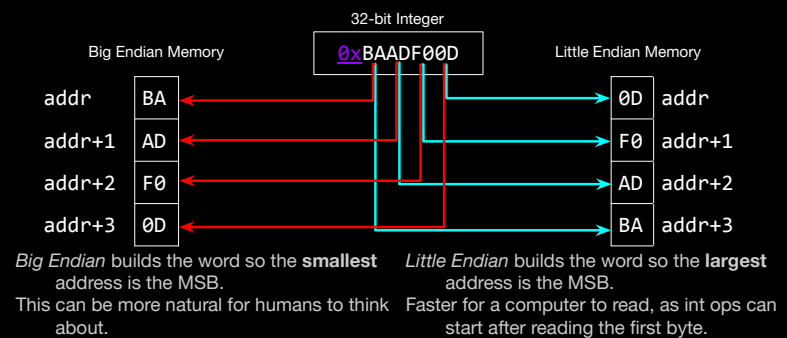 32-bit Integer
Big Endian Memory
0xBAADF00D
Little Endian Memory
addr BA
addr+1 AD
addr+2 F0
addr+3 0D
0D addr
F0 addr+1
AD addr+2
BA addr+3
Big Endian builds the word so the smallest
address is the MSB.
This can be more natural for humans to think
about.
Little Endian builds the word so the largest
address is the MSB.
Faster for a computer to read, as int ops can
start after reading the first byte.